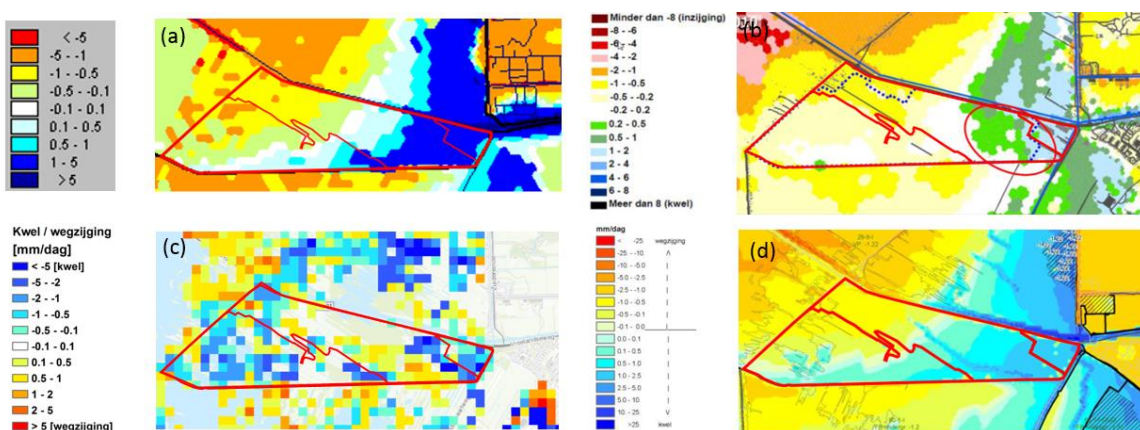 < -5
-5 - -1
-1 - -0.5
-0.5 - -0.1
-0.1 - 0.1
0.1 - 0.5
0.5 - 1
1 - 5
> 5
(a)
Minder dan -8 (inzijging)
-8 - -6
-6 - -4
-4 - -2
-2 - -1
-1 - -0.5
-0.5 - -0.2
-0.2 - 0.2
0.2 - 0.5
0.5 - 1
1 - 2
2 - 4
4 - 6
6 - 8
Meer dan 8 (kwel)
(b)
Kwel / wegzijging
[mm/dag]
< -5 [kwel]
-5 - -2
-2 - -1
-1 - -0.5
-0.5 - -0.1
-0.1 - 0.1
0.1 - 0.5
0.5 - 1
1 - 2
2 - 5
> 5 [wegzijging]
(c)
mm/dag
< -25 wegzijging
-25 - -10.
-10 - -5.0
-5.0 - -2.5
-2.5 - -1.0
-1.0 - -0.5
-0.5 - -0.1
-0.1 - 0.0
0.0 - 0.1
0.1 - 0.5
0.5 - 1.0
1.0 - 2.5
2.5 - 5.0
5.0 - 10.
10. - 25
>25 kwel
(d)